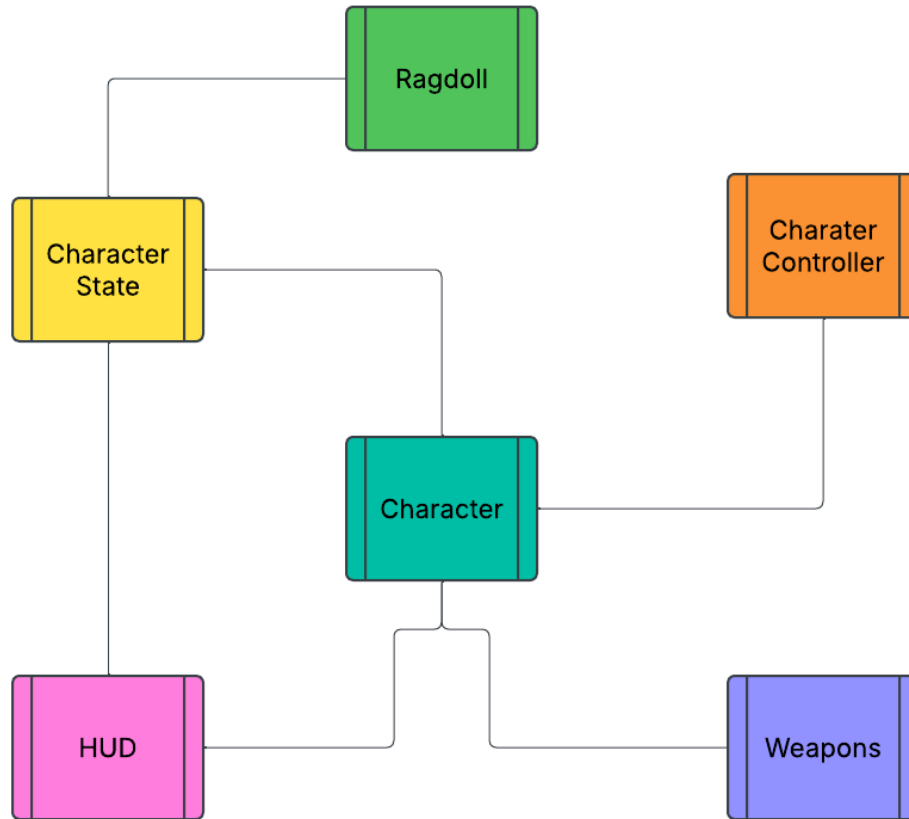 Ragdoll
Character
State
Charater
Controller
Character
HUD
Weapons